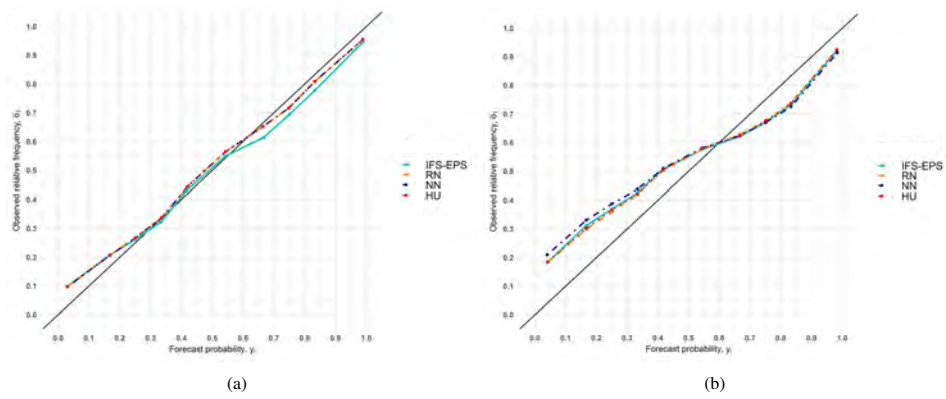 1.0
0.9
0.8
0.7
0.6
0.5
0.4
0.3
0.2
0.1
0.0
Observed relative frequency, o̅₁
0.0 0.1 0.2 0.3 0.4 0.5 0.6 0.7 0.8 0.9 1.0
Forecast probability, yᵢ
IFS-EPS
RN
NN
HU
(a)
1.0
0.9
0.8
0.7
0.6
0.5
0.4
0.3
0.2
0.1
0.0
Observed relative frequency, o̅₁
0.0 0.1 0.2 0.3 0.4 0.5 0.6 0.7 0.8 0.9 1.0
Forecast probability, yᵢ
IFS-EPS
RN
NN
HU
(b)